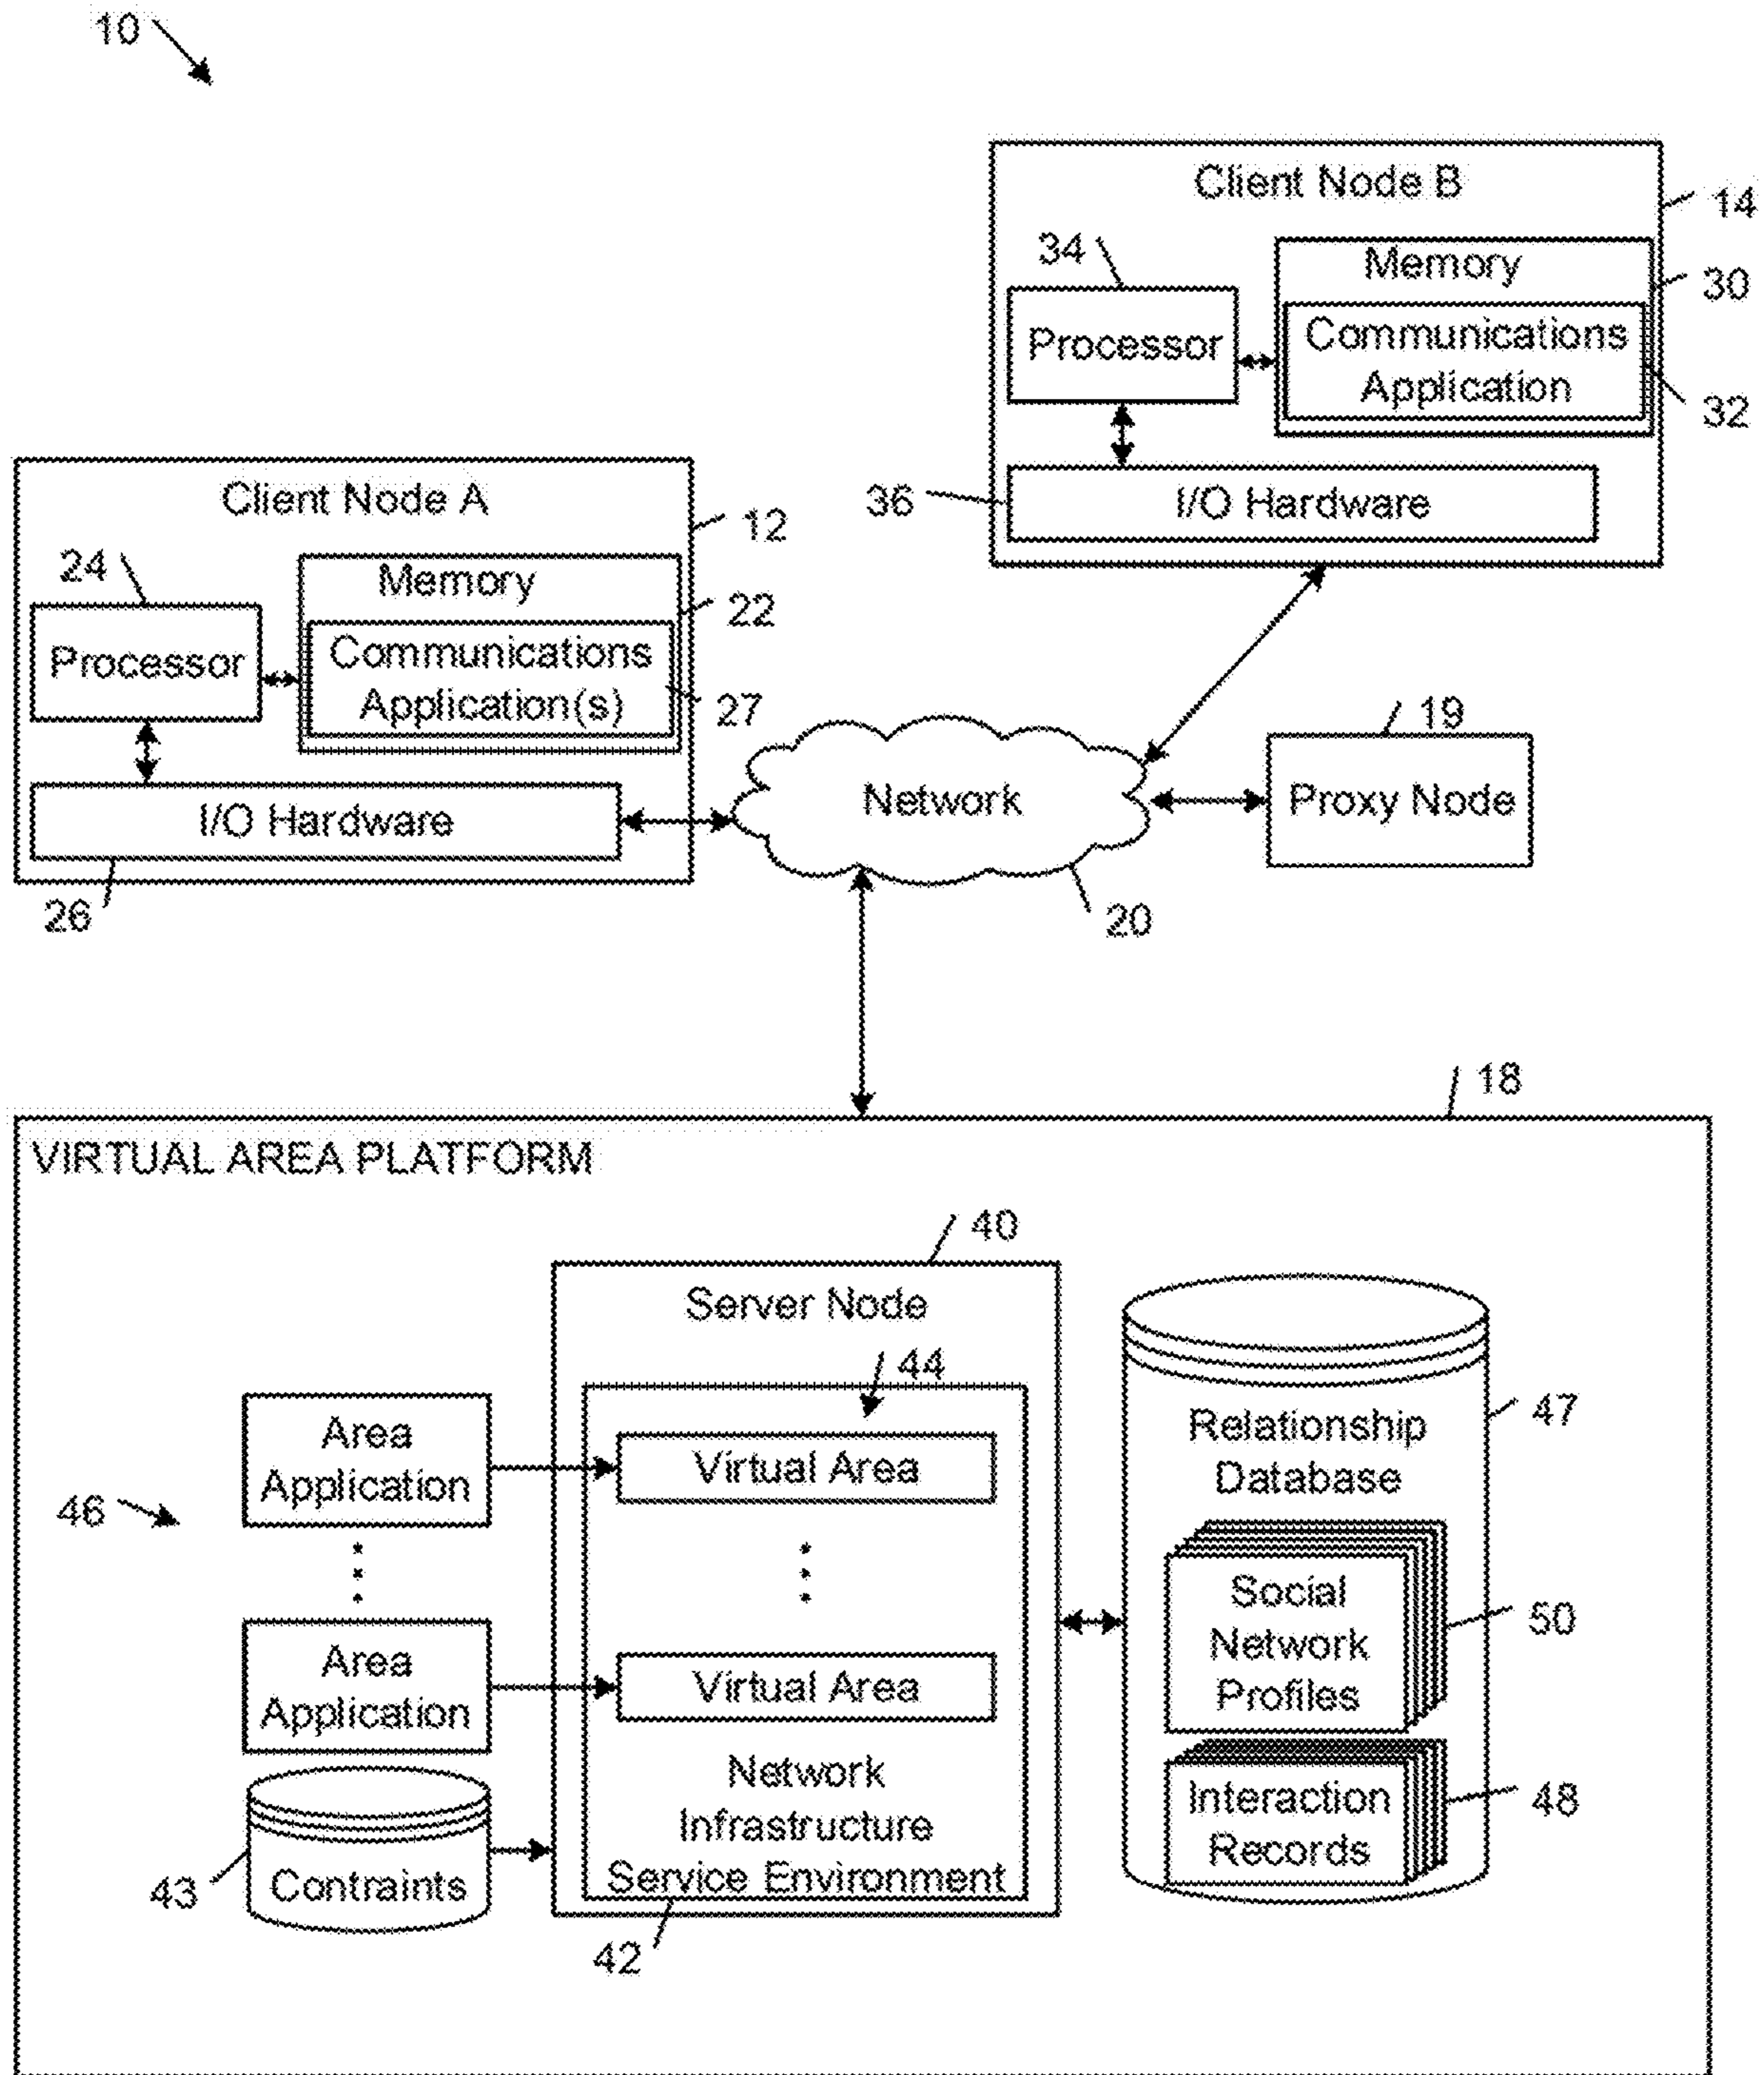 10
Client Node B
14
34
Memory
30
Processor
Communications
Application
32
36
I/O Hardware
Client Node A
12
24
Memory
22
Processor
Communications
Application(s)
27
I/O Hardware
26
Network
20
19
Proxy Node
18
VIRTUAL AREA PLATFORM
40
Server Node
44
Area
Application
Virtual Area
46
Area
Application
Virtual Area
Network
Infrastructure
Service Environment
42
43
Contraints
Relationship
Database
47
Social
Network
Profiles
50
Interaction
Records
48